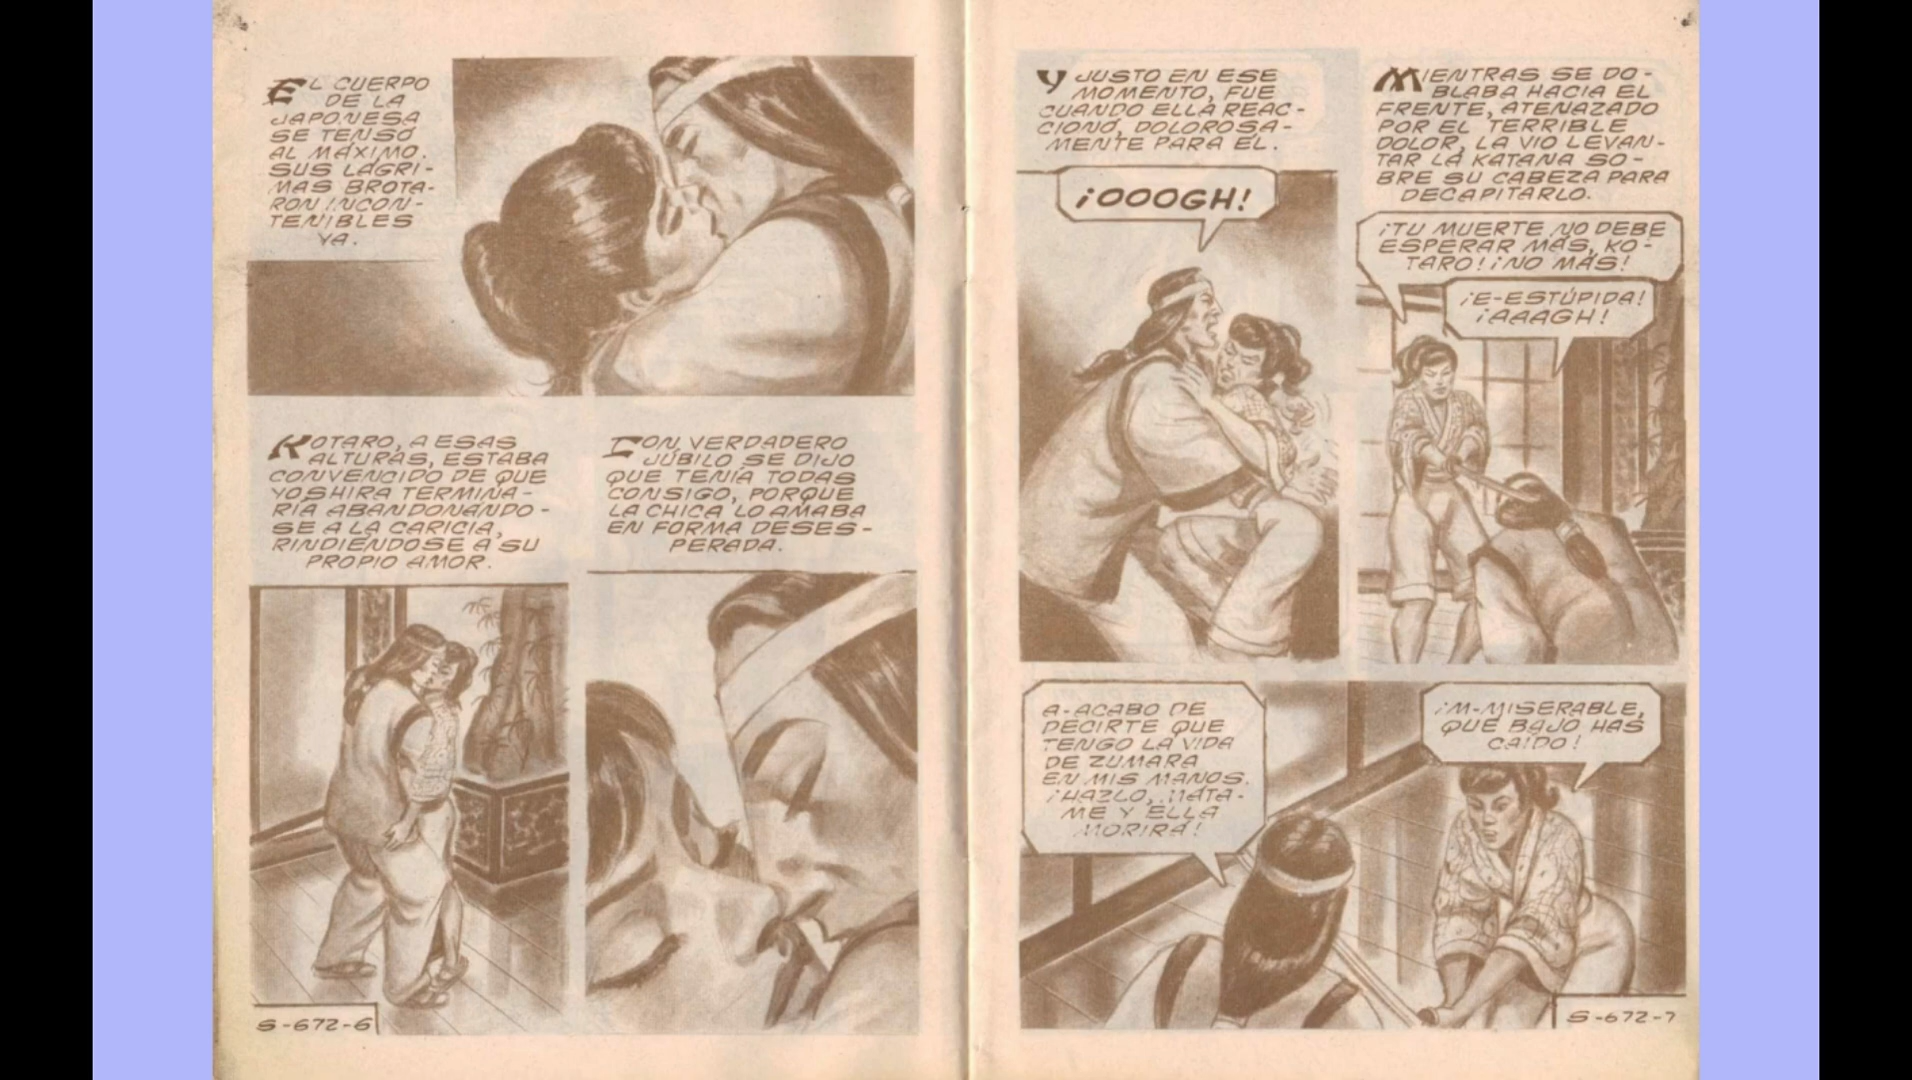 EL CUERPO
DE LA
JAPONESA
SE TENSÓ
AL MÁXIMO.
SUS LÁGRI-
MAS BROTA-
RON INCON-
TENIBLES
YA.
KOTARO, A ESAS
ALTURAS, ESTABA
CONVENCIDO DE QUE
YOSHIRA TERMINA-
RÍA ABANDONANDO-
SE A LA CARICIA,
RINDIÉNDOSE A SU
PROPIO AMOR.
CON VERDADERO
JÚBILO SE DIJO
QUE TENÍA TODAS
CONSIGO, PORQUE
LA CHICA LO AMABA
EN FORMA DESES-
PERADA.
S-672-6
Y JUSTO EN ESE
MOMENTO, FUE
CUANDO ELLA REAC-
CIONÓ, DOLOROSA-
MENTE PARA ÉL.
¡OOOGH!
MIENTRAS SE DO-
BLABA HACIA EL
FRENTE, ATENAZADO
POR EL TERRIBLE
DOLOR, LA VIO LEVAN-
TAR LA KATANA SO-
BRE SU CABEZA PARA
DECAPITARLO.
¡TU MUERTE NO DEBE
ESPERAR MÁS, KO-
TARO! ¡NO MÁS!
¡E-ESTÚPIDA!
¡AAAGH!
A-ACABO DE
DECIRTE QUE
TENGO LA VIDA
DE ZUMARA
EN MIS MANOS.
¡HAZLO, MÁTA-
ME Y ELLA
MORIRÁ!
¡M-MISERABLE,
QUÉ BAJO HAS
CAÍDO!
S-672-7